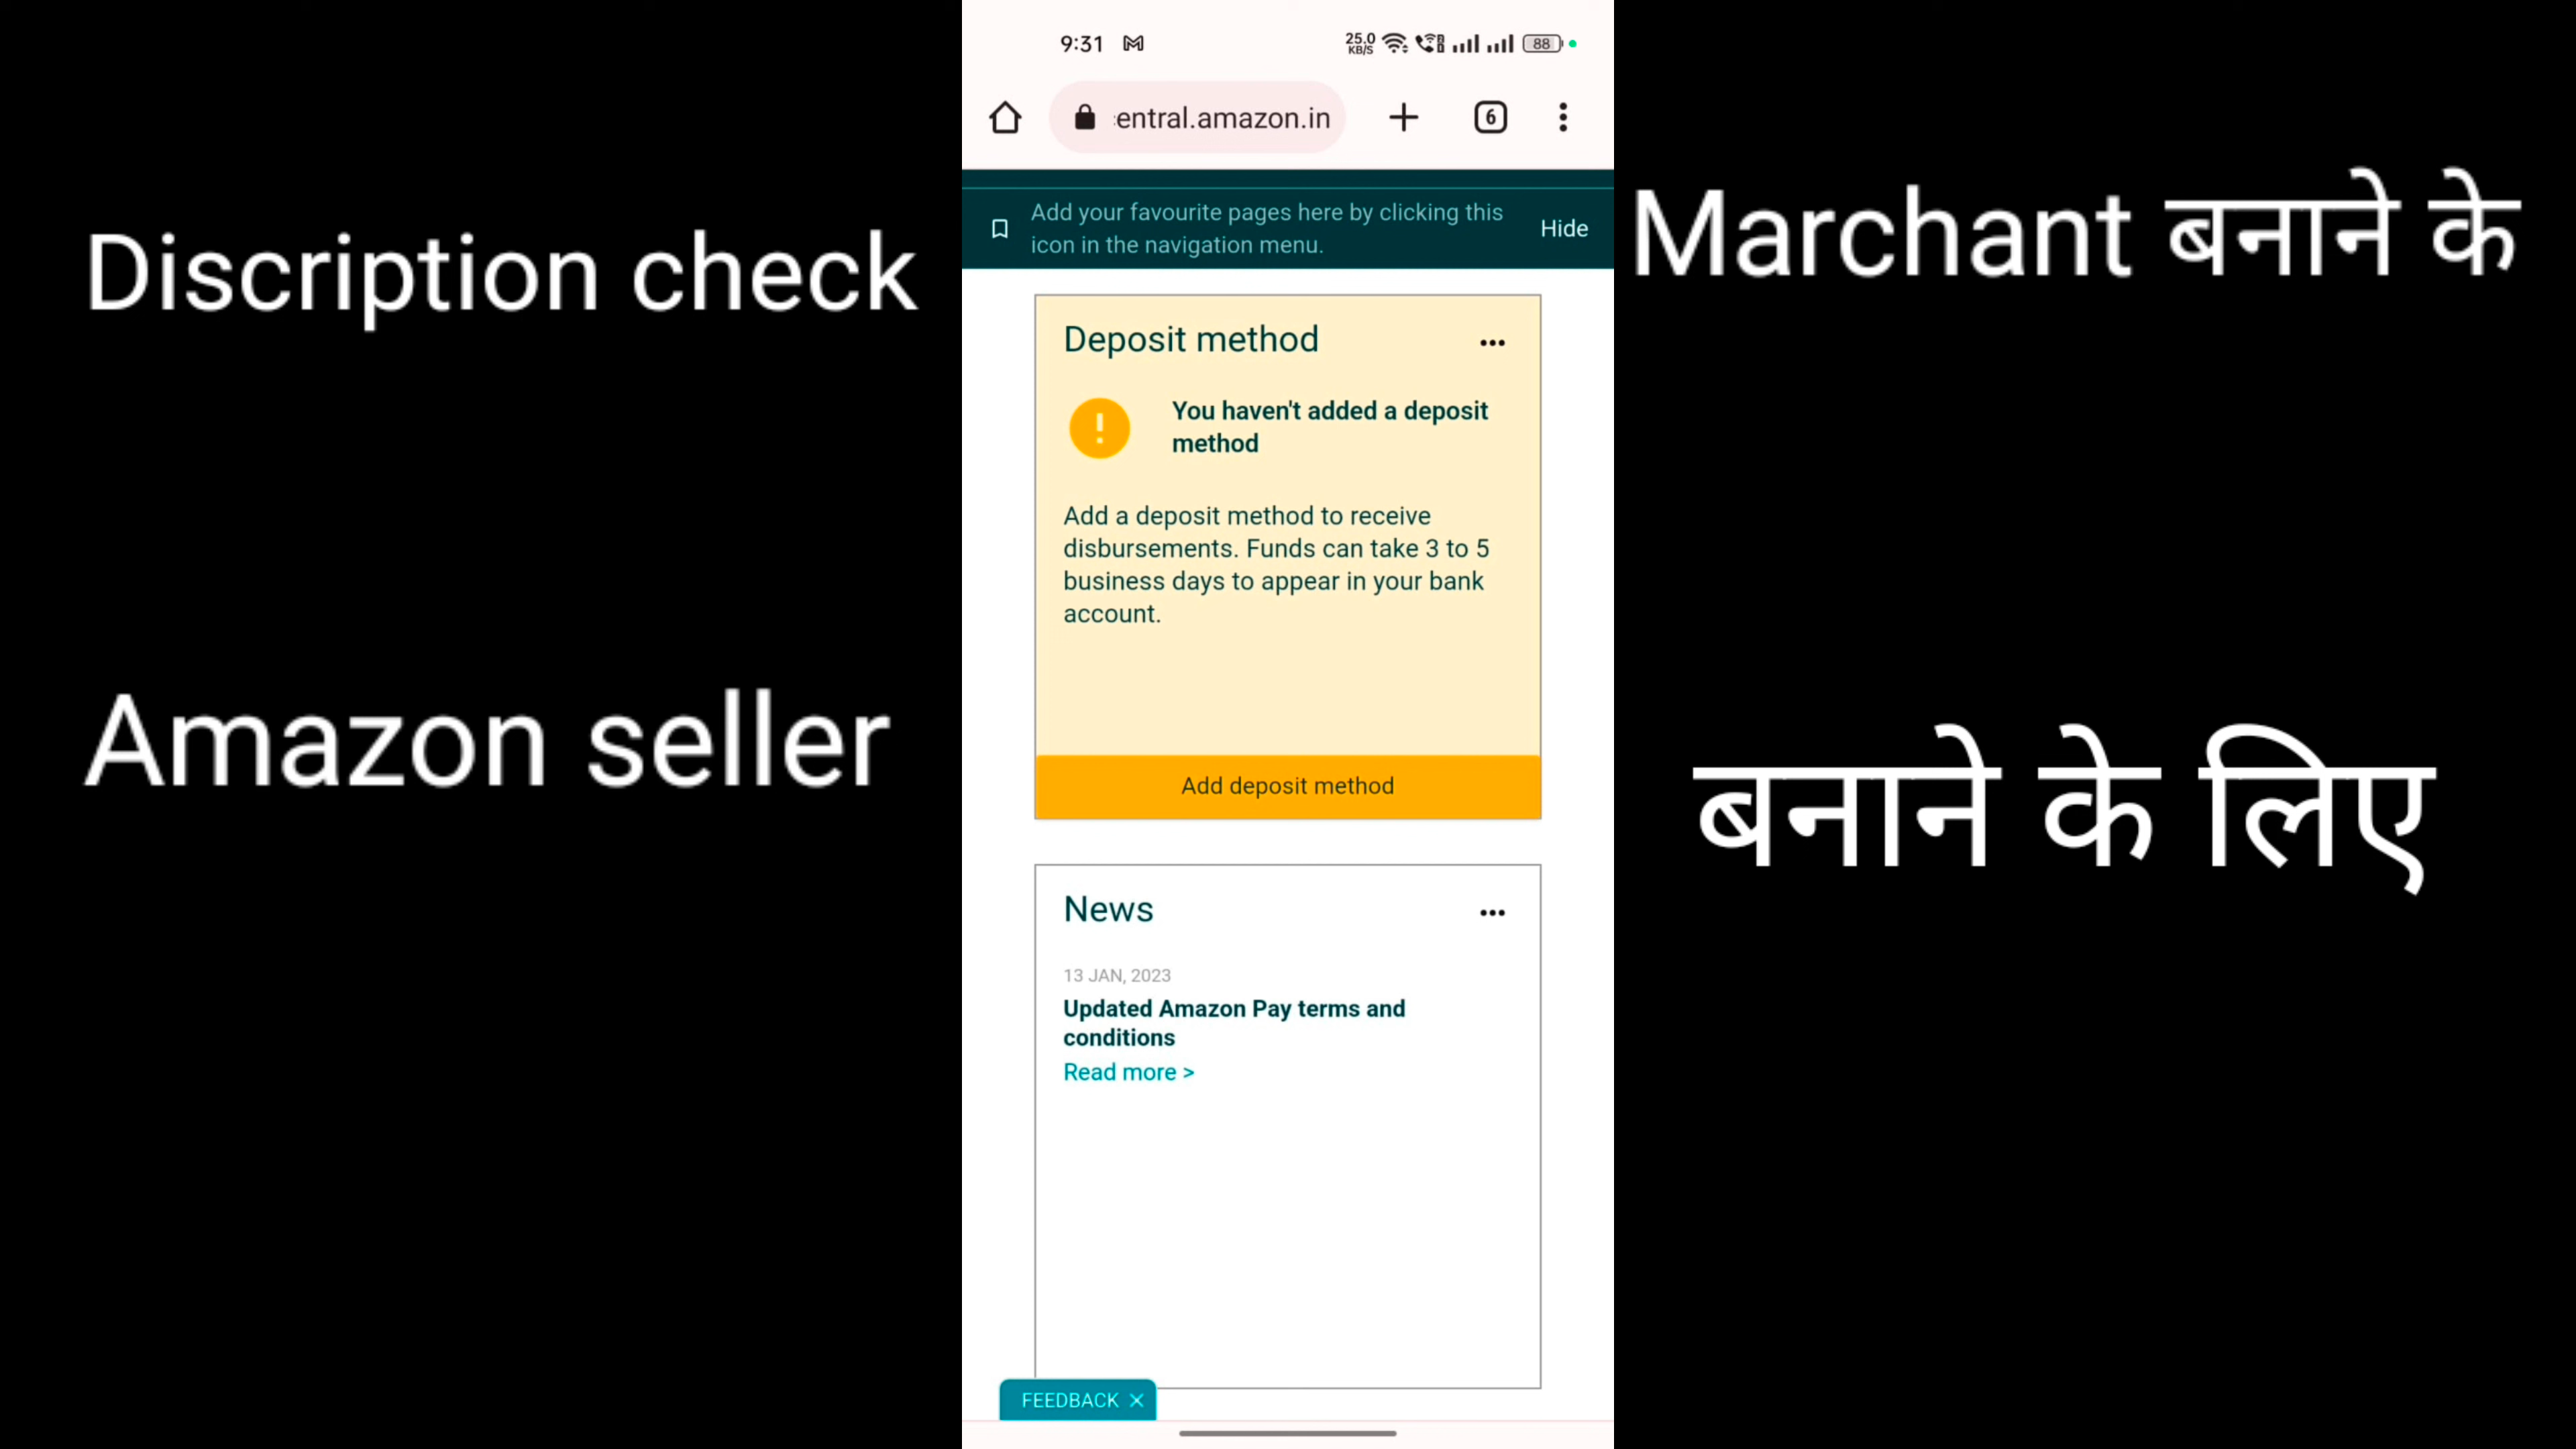 Discription check
Amazon seller
9:31
25.0
KB/S
88
entral.amazon.in
6
Add your favourite pages here by clicking this
icon in the navigation menu.
Hide
Deposit method
You haven't added a deposit
method
Add a deposit method to receive
disbursements. Funds can take 3 to 5
business days to appear in your bank
account.
Add deposit method
News
13 JAN, 2023
Updated Amazon Pay terms and
conditions
Read more >
FEEDBACK
Marchant बनाने के
बनाने के लिए